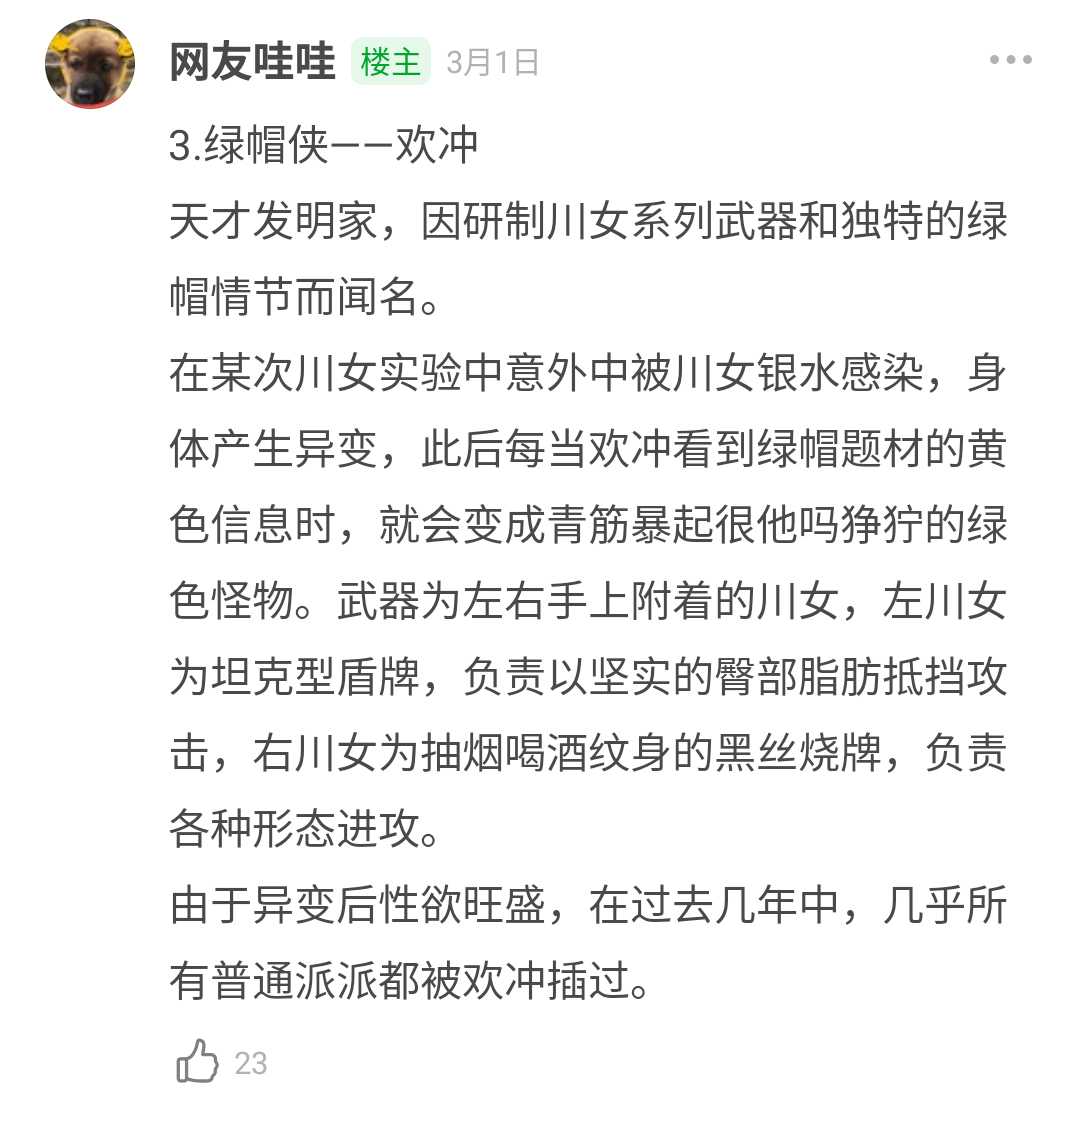 网友哇哇 楼主 3月1日
3.绿帽侠——欢冲
天才发明家，因研制川女系列武器和独特的绿
帽情节而闻名。
在某次川女实验中意外中被川女银水感染，身
体产生异变，此后每当欢冲看到绿帽题材的黄
色信息时，就会变成青筋暴起很他吗狰狞的绿
色怪物。武器为左右手上附着的川女，左川女
为坦克型盾牌，负责以坚实的臀部脂肪抵挡攻
击，右川女为抽烟喝酒纹身的黑丝烧牌，负责
各种形态进攻。
由于异变后性欲旺盛，在过去几年中，几乎所
有普通派派都被欢冲插过。
23